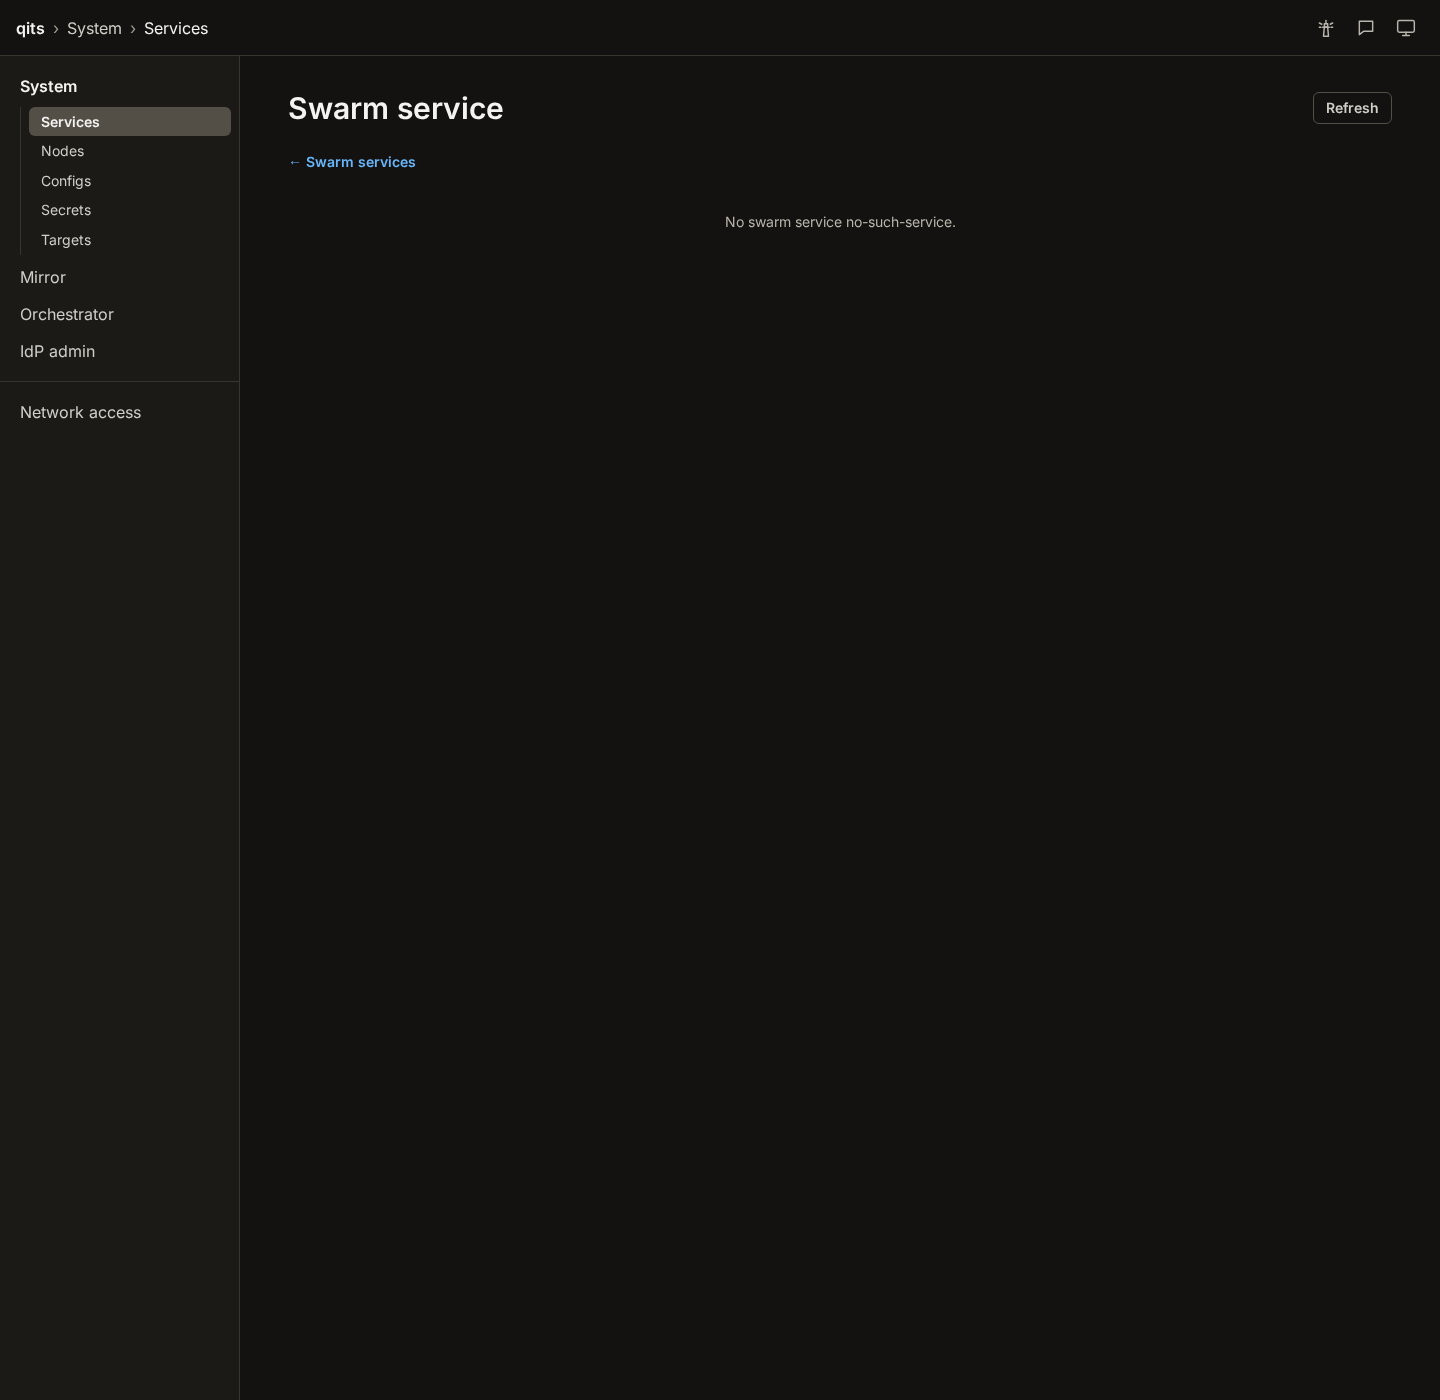 qits › System › Services
System
Services
Nodes
Configs
Secrets
Targets
Mirror
Orchestrator
IdP admin
Network access
Swarm service
Refresh
← Swarm services
No swarm service no-such-service.